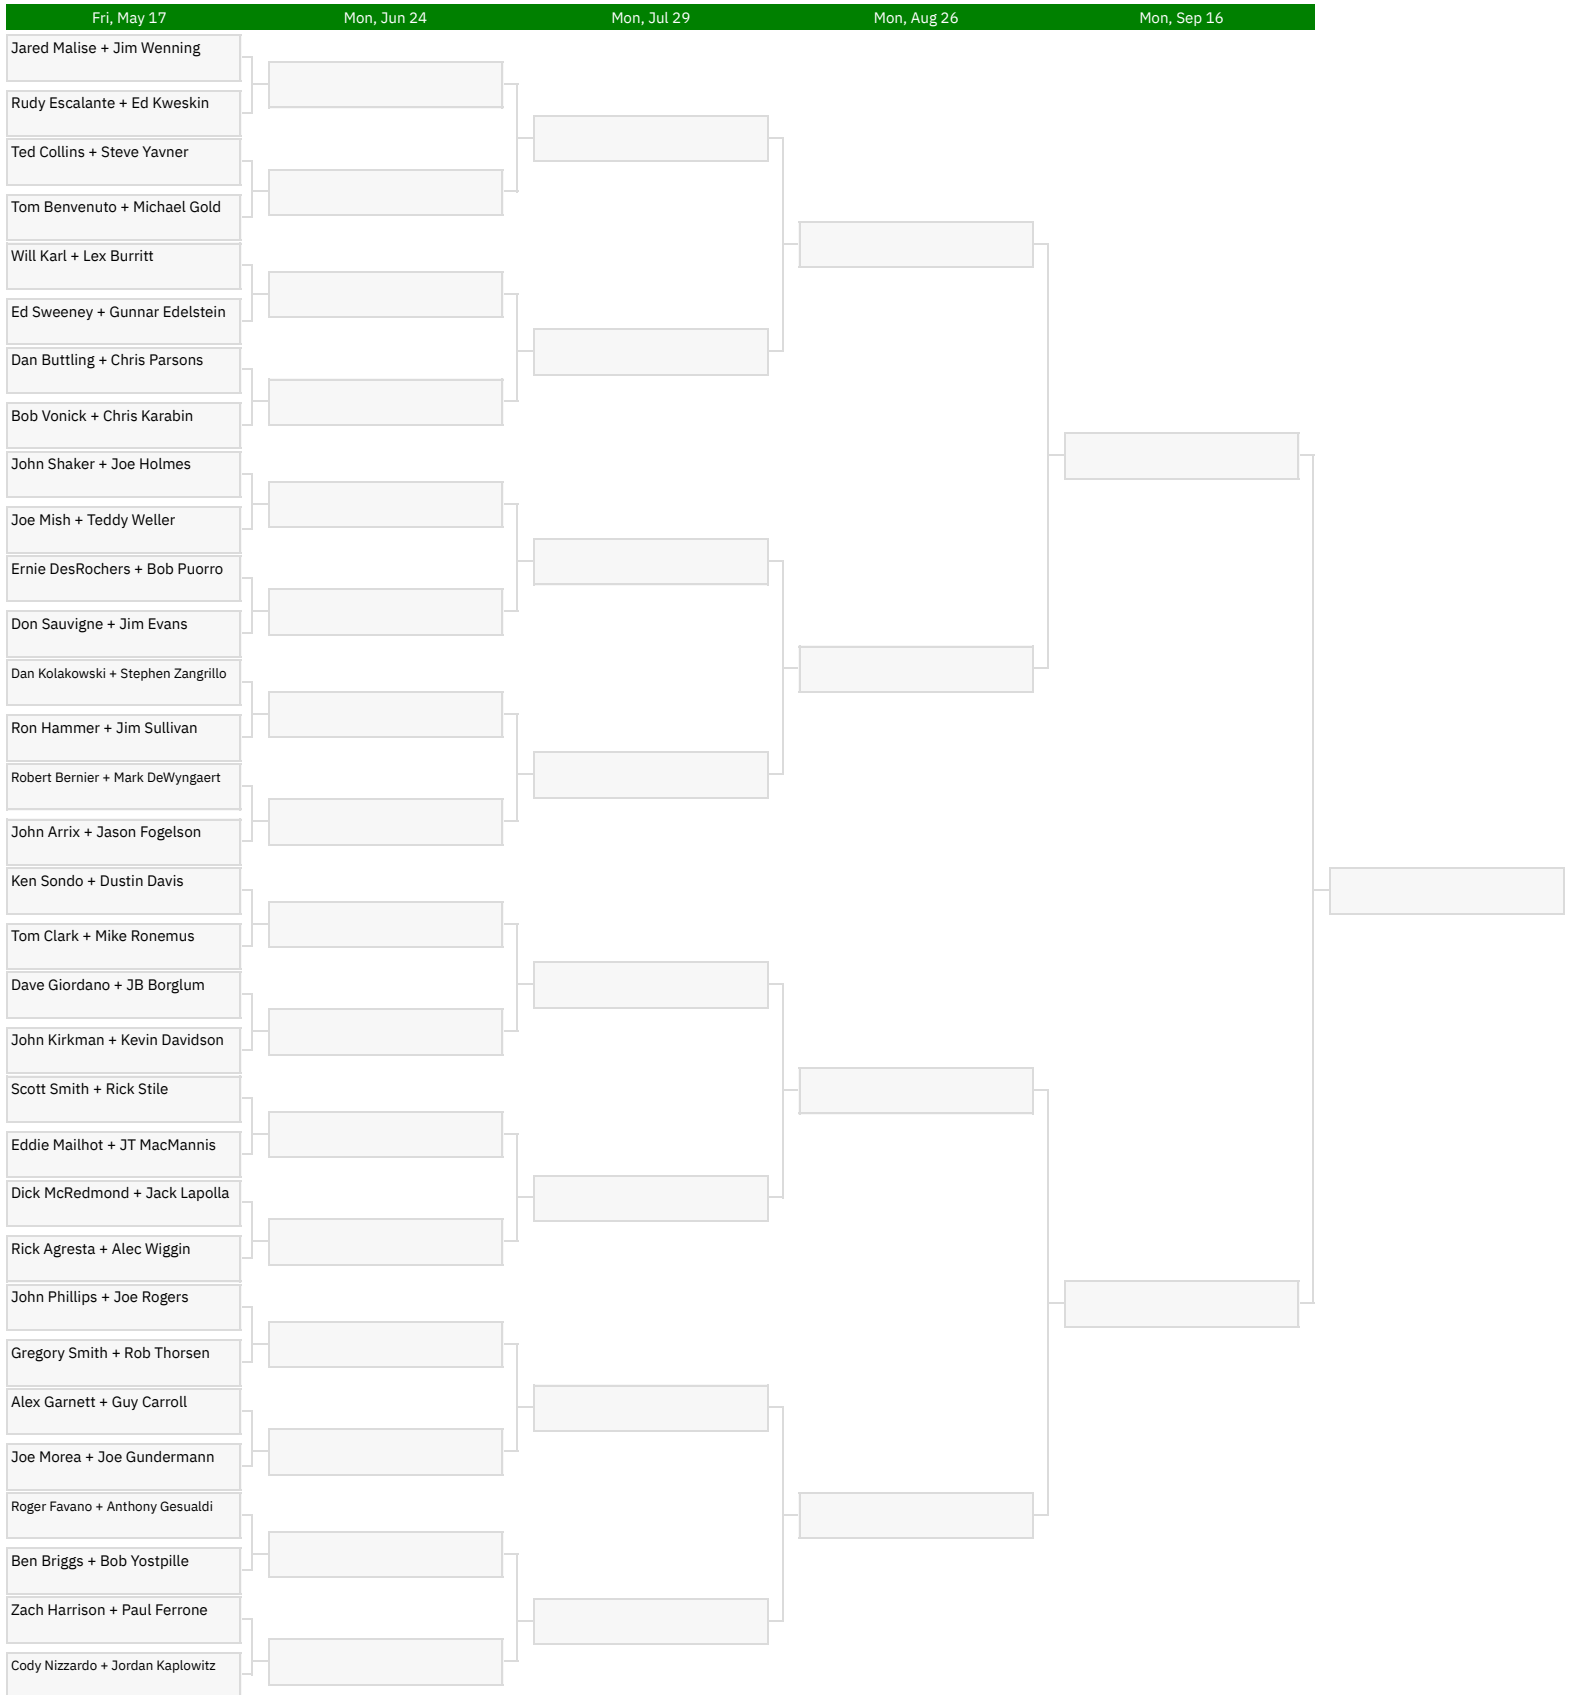 Fri, May 17 Mon, Jun 24 Mon, Jul 29 Mon, Aug 26 Mon, Sep 16
Jared Malise + Jim Wenning
Rudy Escalante + Ed Kweskin
Ted Collins + Steve Yavner
Tom Benvenuto + Michael Gold
Will Karl + Lex Burritt
Ed Sweeney + Gunnar Edelstein
Dan Buttling + Chris Parsons
Bob Vonick + Chris Karabin
John Shaker + Joe Holmes
Joe Mish + Teddy Weller
Ernie DesRochers + Bob Puorro
Don Sauvigne + Jim Evans
Dan Kolakowski + Stephen Zangrillo
Ron Hammer + Jim Sullivan
Robert Bernier + Mark DeWyngaert
John Arrix + Jason Fogelson
Ken Sondo + Dustin Davis
Tom Clark + Mike Ronemus
Dave Giordano + JB Borglum
John Kirkman + Kevin Davidson
Scott Smith + Rick Stile
Eddie Mailhot + JT MacMannis
Dick McRedmond + Jack Lapolla
Rick Agresta + Alec Wiggin
John Phillips + Joe Rogers
Gregory Smith + Rob Thorsen
Alex Garnett + Guy Carroll
Joe Morea + Joe Gundermann
Roger Favano + Anthony Gesualdi
Ben Briggs + Bob Yostpille
Zach Harrison + Paul Ferrone
Cody Nizzardo + Jordan Kaplowitz